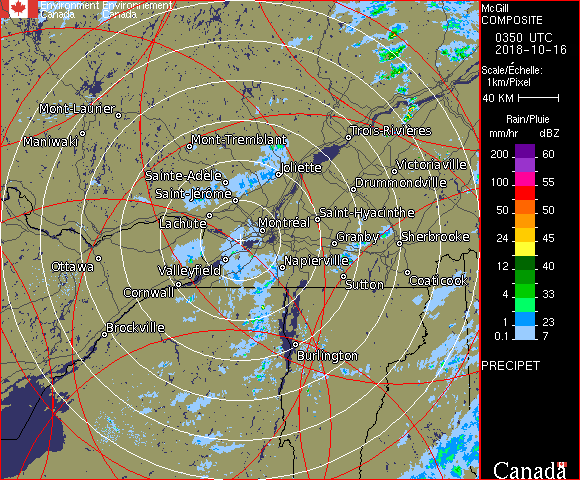 Environment Environnement
Canada Canada
McGill
COMPOSITE
0350 UTC
2018-10-16
Scale/Échelle:
1km/Pixel
40 KM
Rain/Pluie
mm/hr dBZ
200 60
150 55
100 55
50 50
24 45
12 40
4 33
1 23
0.1 7
PRECIPET
Canada
Mont-Laurier
Maniwaki
Mont-Tremblant
Trois-Rivières
Sainte-Adèle
Joliette
Victoriaville
Saint-Jérôme
Drummondville
Lachute
Montréal
Saint-Hyacinthe
Granby
Sherbrooke
Ottawa
Valleyfield
Napierville
Cornwall
Sutton
Coaticook
Brockville
Burlington